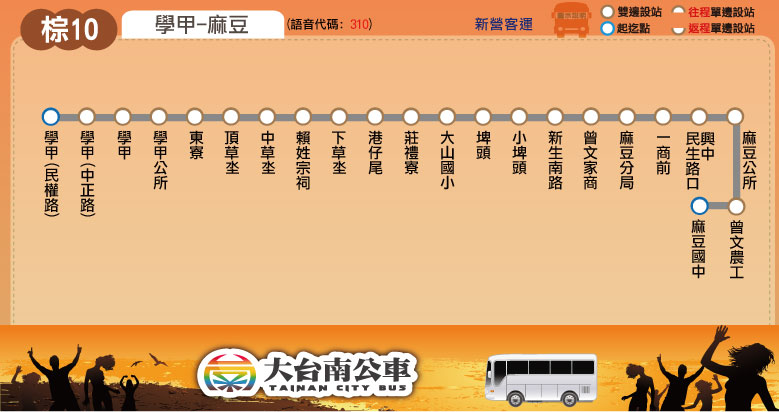 棕10
學甲-麻豆
(語音代碼: 310)
新營客運
雙邊設站
起迄點
往程單邊設站
返程單邊設站
學甲(民權路)
學甲(中正路)
學甲
學甲公所
東寮
頂草坔
中草坔
賴姓宗祠
下草坔
港仔尾
莊禮寮
大山國小
埤頭
小埤頭
新生南路
曾文家商
麻豆分局
一商前
興中
民生路口
麻豆公所
曾文農工
麻豆國中
大台南公車
TAINAN CITY BUS